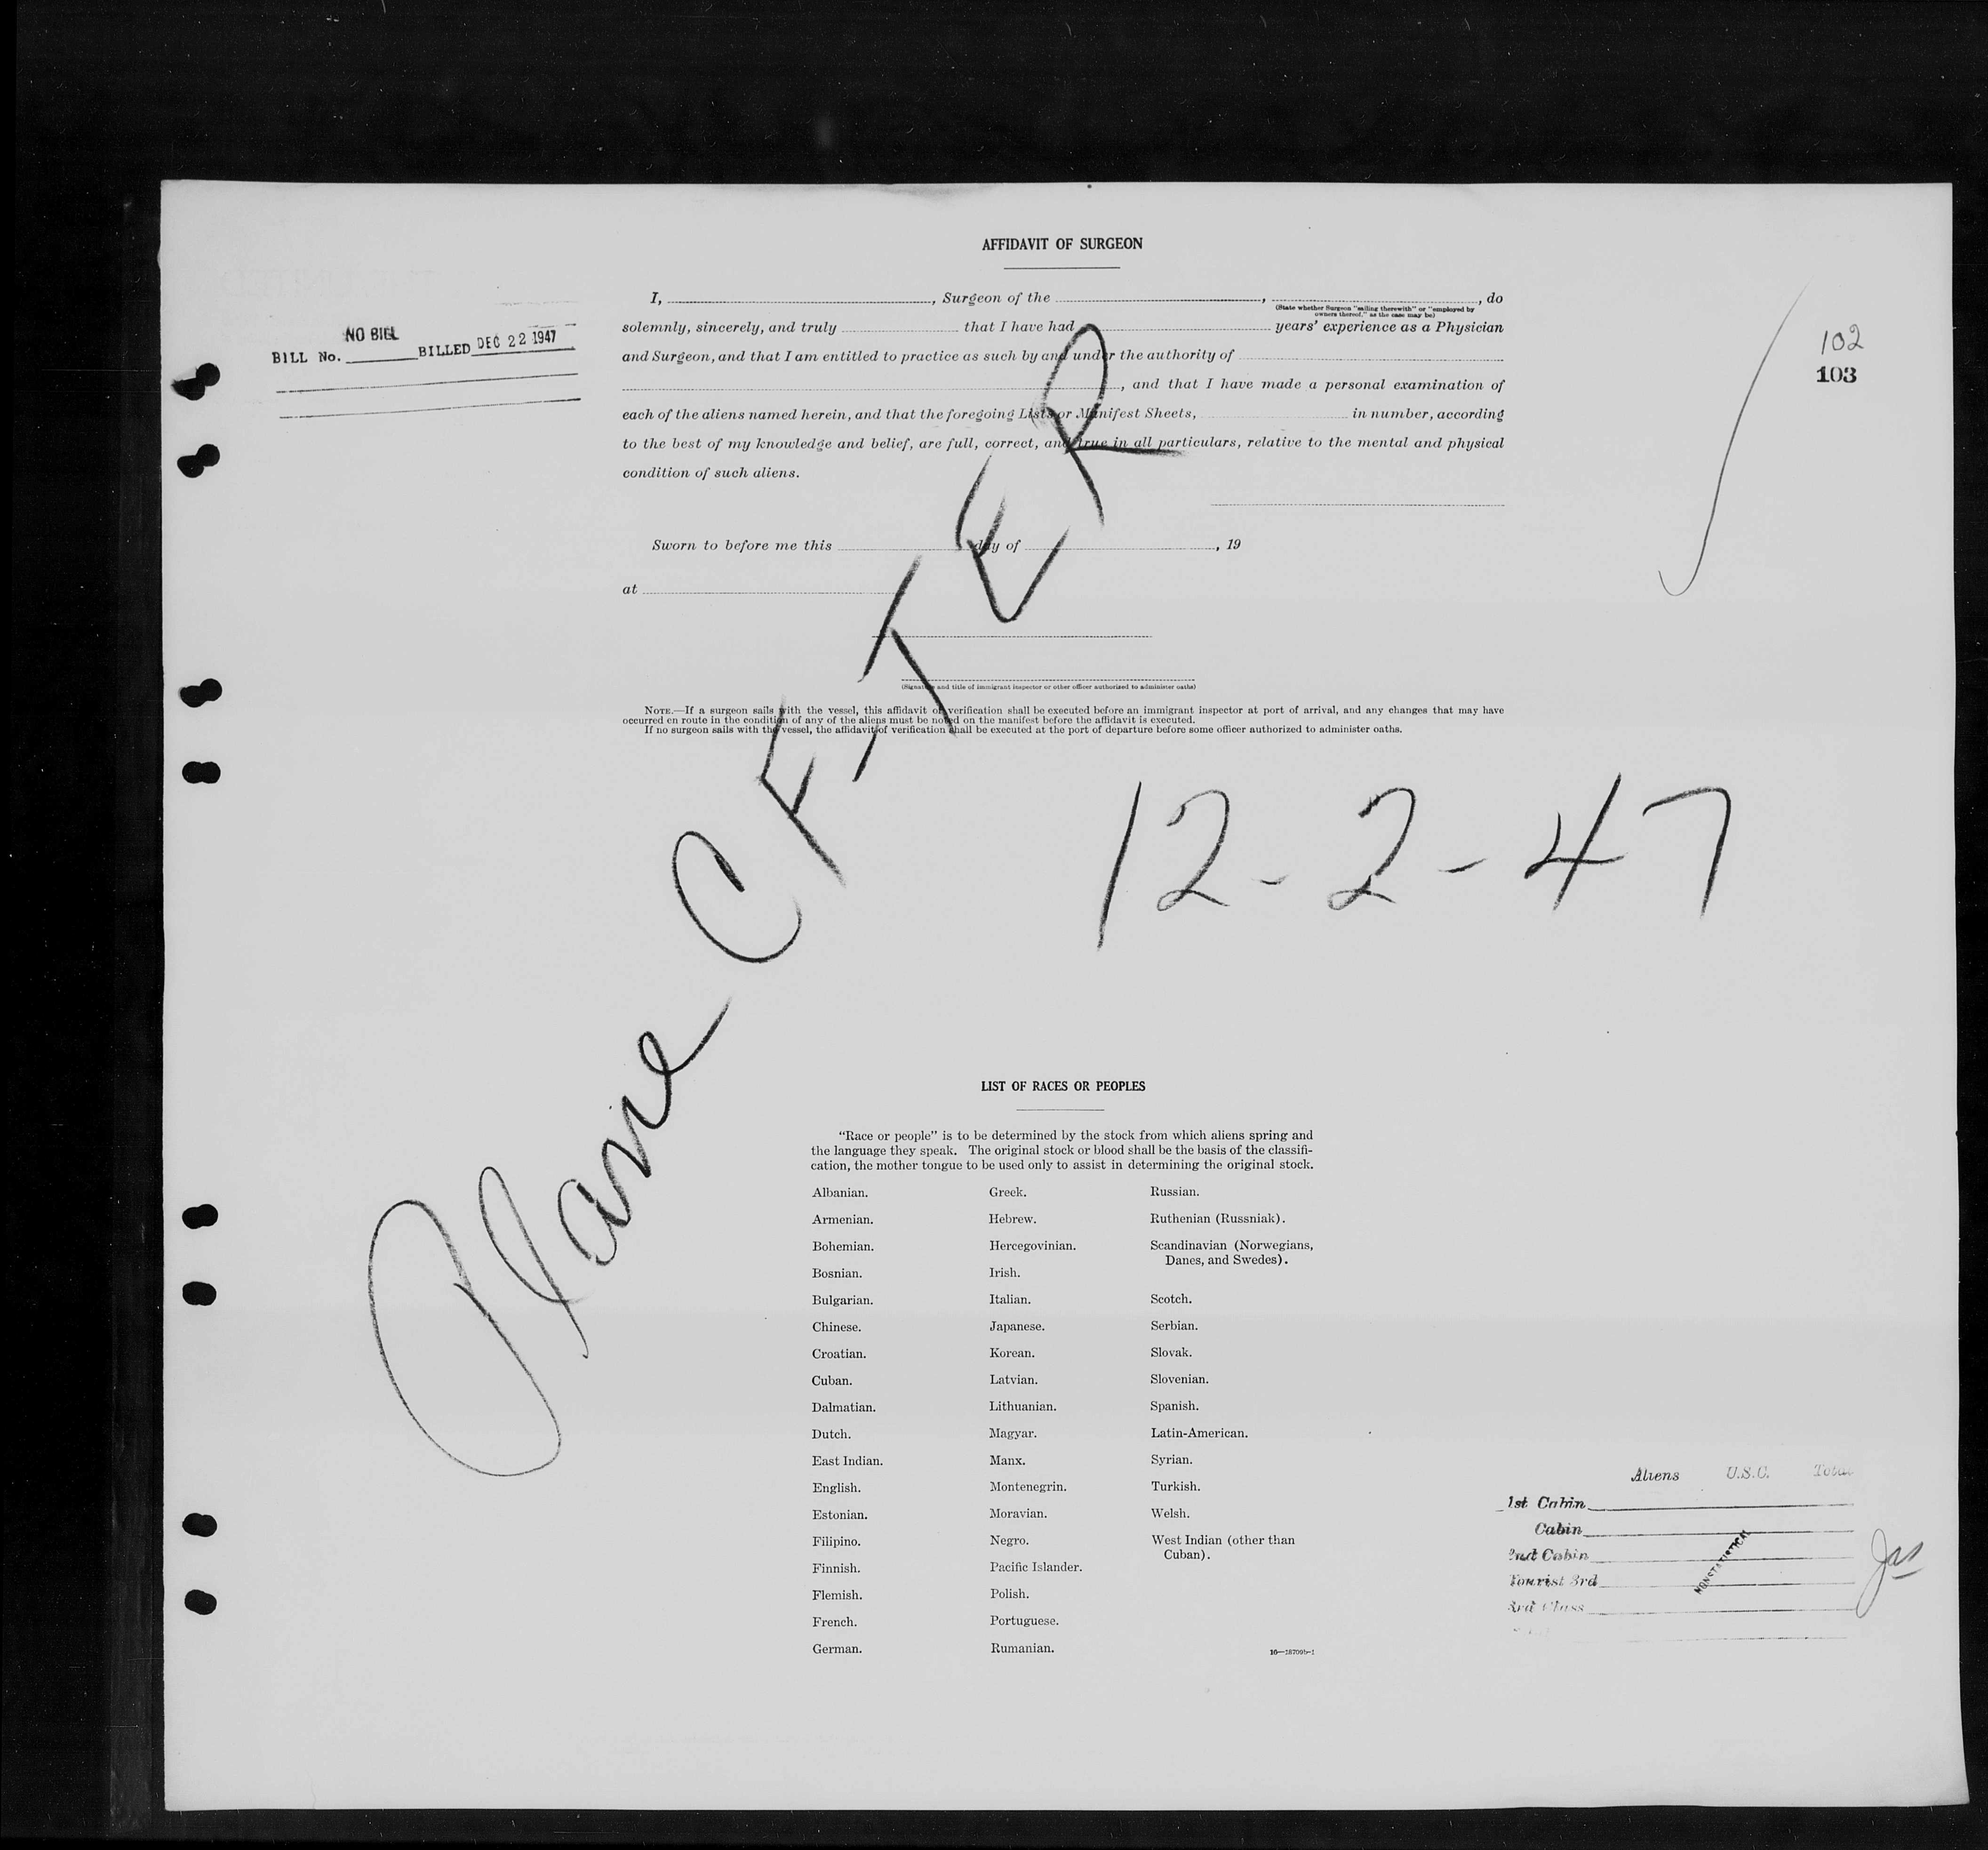 AFFIDAVIT OF SURGEON
I, , Surgeon of the , , do
(State whether Surgeon "sailing therewith" or "employed by
owners thereof," as the case may be)
solemnly, sincerely, and truly that I have had years' experience as a Physician
and Surgeon, and that I am entitled to practice as such by and under the authority of
, and that I have made a personal examination of
each of the aliens named herein, and that the foregoing Lists or Manifest Sheets, in number, according
to the best of my knowledge and belief, are full, correct, and true in all particulars, relative to the mental and physical
condition of such aliens.
Sworn to before me this day of , 19
at
(Signature and title of immigrant inspector or other officer authorized to administer oaths)
NOTE.—If a surgeon sails with the vessel, this affidavit or verification shall be executed before an immigrant inspector at port of arrival, and any changes that may have
occurred en route in the condition of any of the aliens must be noted on the manifest before the affidavit is executed.
If no surgeon sails with the vessel, the affidavit of verification shall be executed at the port of departure before some officer authorized to administer oaths.
NO BILL
BILL No. BILLED DEC 22 1947
102
103
Plane CF-TER
12-2-47
LIST OF RACES OR PEOPLES
"Race or people" is to be determined by the stock from which aliens spring and
the language they speak. The original stock or blood shall be the basis of the classifi-
cation, the mother tongue to be used only to assist in determining the original stock.
Albanian.
Armenian.
Bohemian.
Bosnian.
Bulgarian.
Chinese.
Croatian.
Cuban.
Dalmatian.
Dutch.
East Indian.
English.
Estonian.
Filipino.
Finnish.
Flemish.
French.
German.
Greek.
Hebrew.
Hercegovinian.
Irish.
Italian.
Japanese.
Korean.
Latvian.
Lithuanian.
Magyar.
Manx.
Montenegrin.
Moravian.
Negro.
Pacific Islander.
Polish.
Portuguese.
Rumanian.
Russian.
Ruthenian (Russniak).
Scandinavian (Norwegians,
Danes, and Swedes).
Scotch.
Serbian.
Slovak.
Slovenian.
Spanish.
Latin-American.
Syrian.
Turkish.
Welsh.
West Indian (other than
Cuban).
Aliens U.S.C. Total
1st Cabin
Cabin
2nd Cabin
Tourist 3rd
3rd Class
NONSTATISTICAL